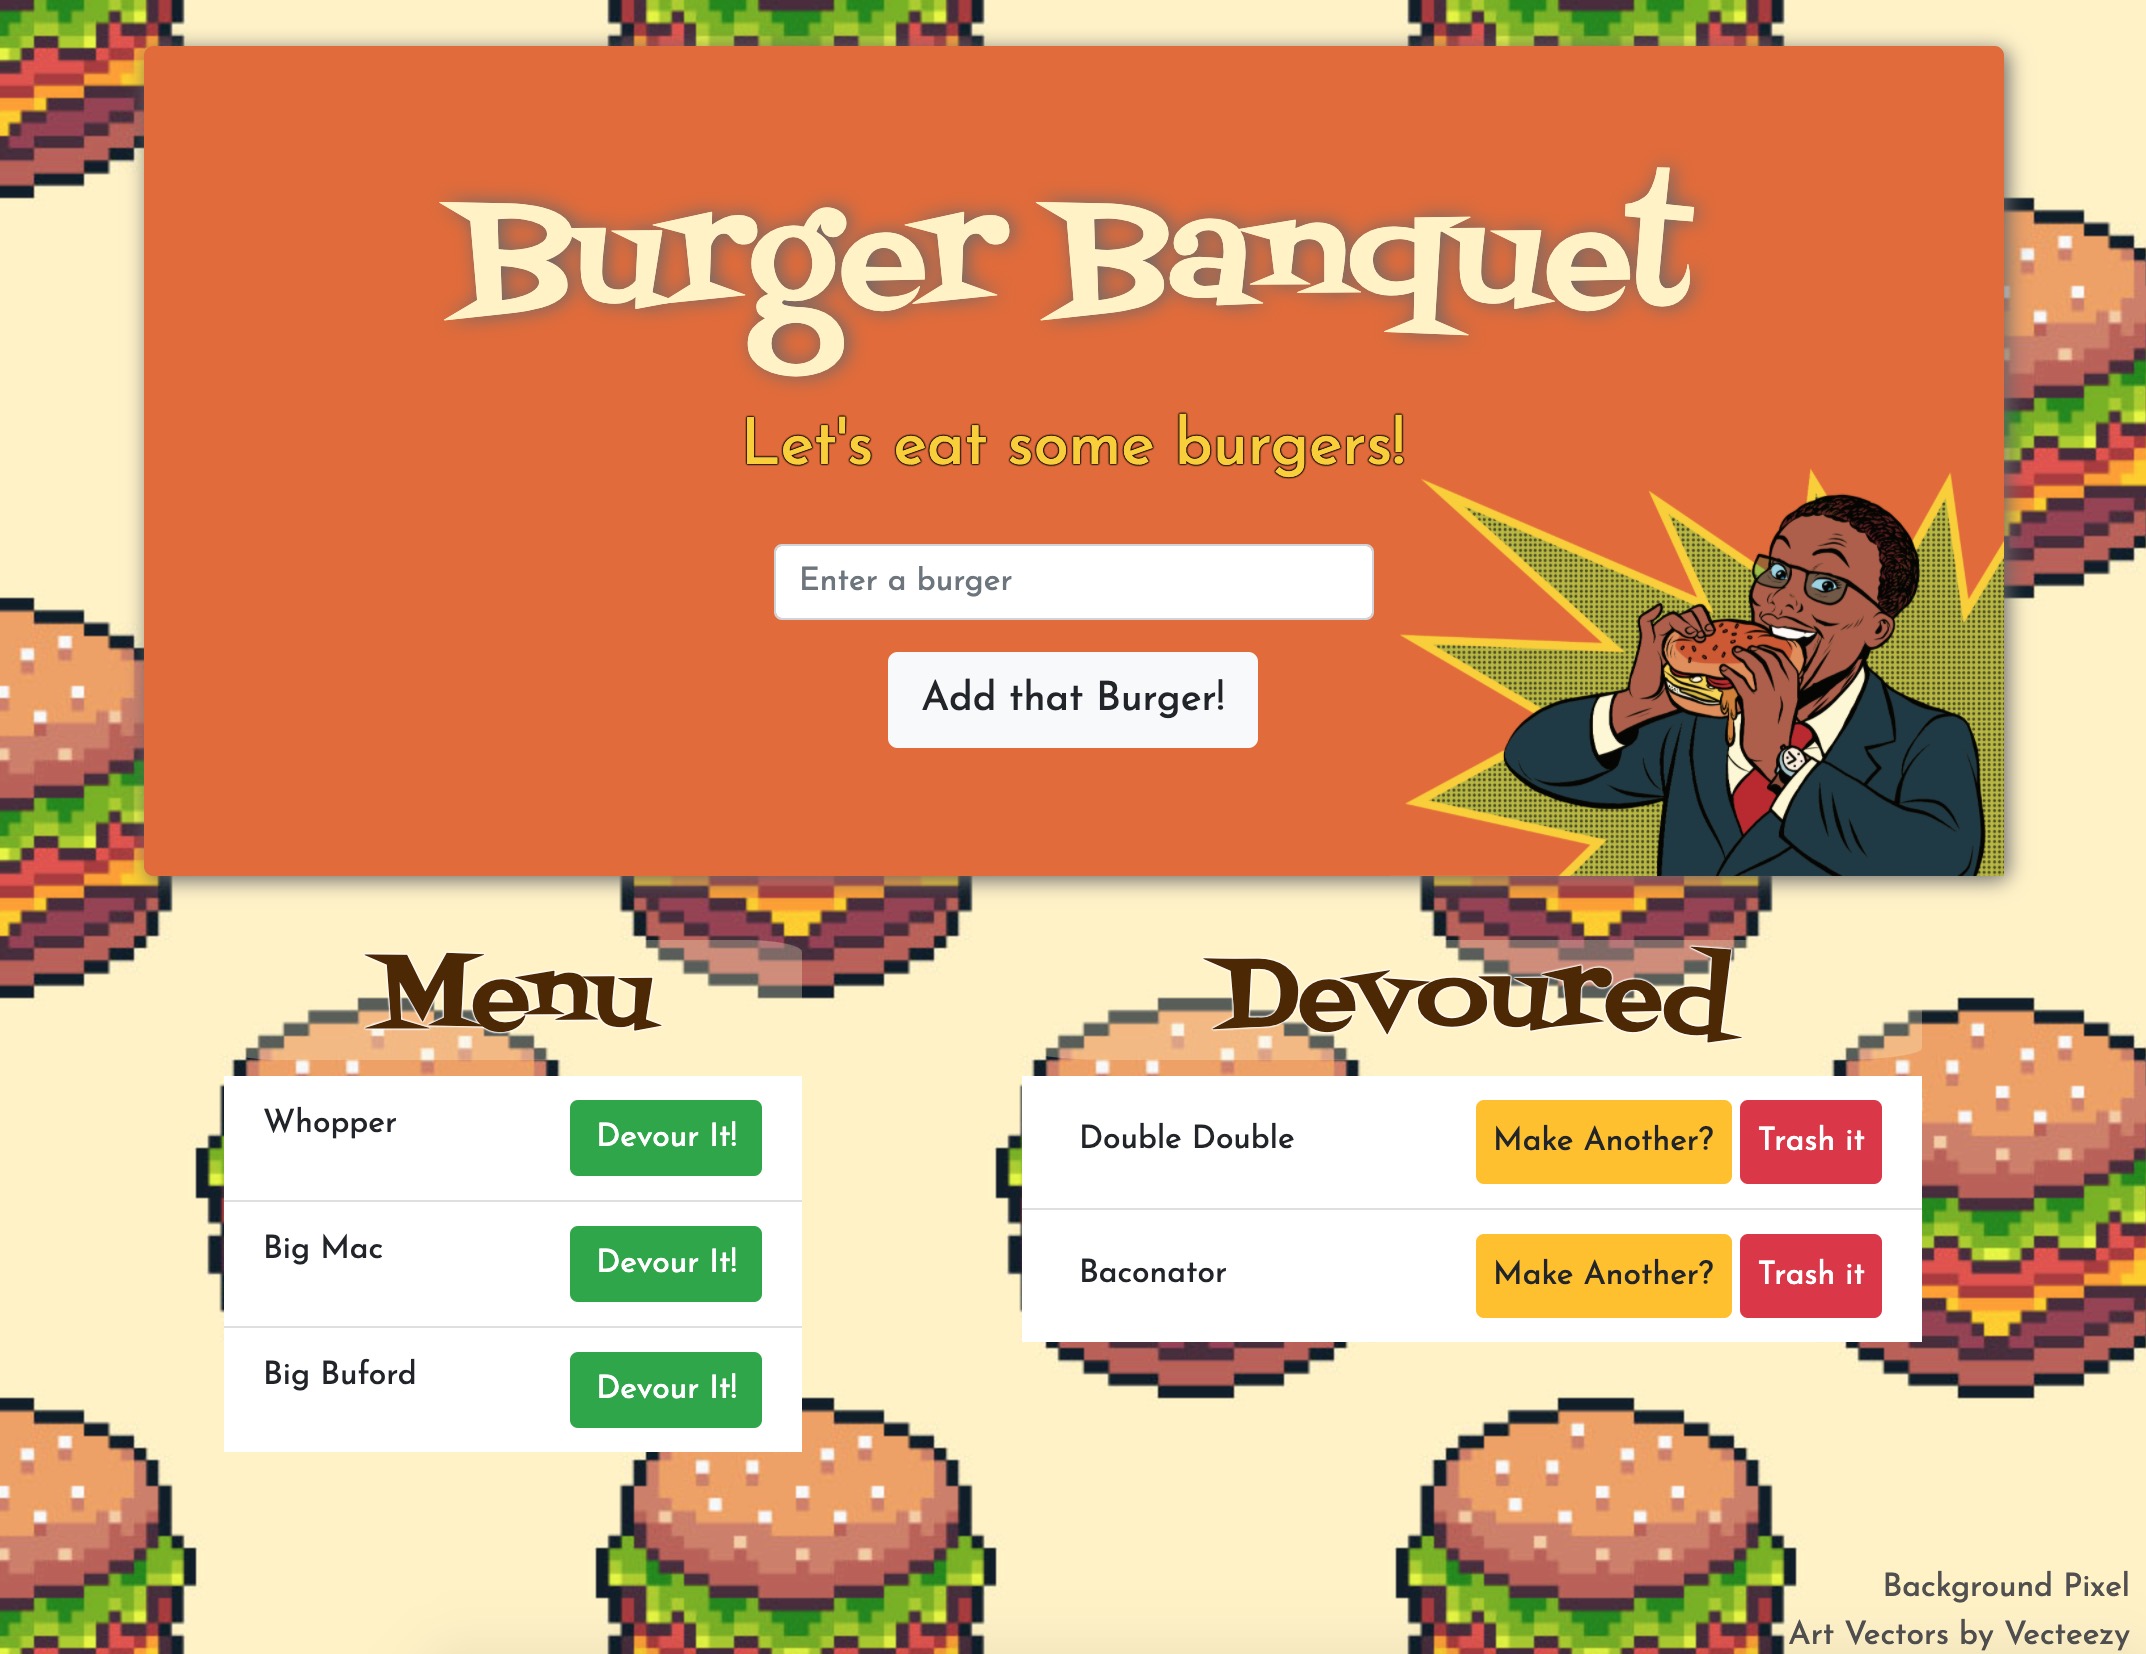 Burger Banquet
Let's eat some burgers!
Enter a burger
Add that Burger!
Menu
Whopper
Devour It!
Big Mac
Devour It!
Big Buford
Devour It!
Devoured
Double Double
Make Another?
Trash it
Baconator
Make Another?
Trash it
Background Pixel
Art Vectors by Vecteezy